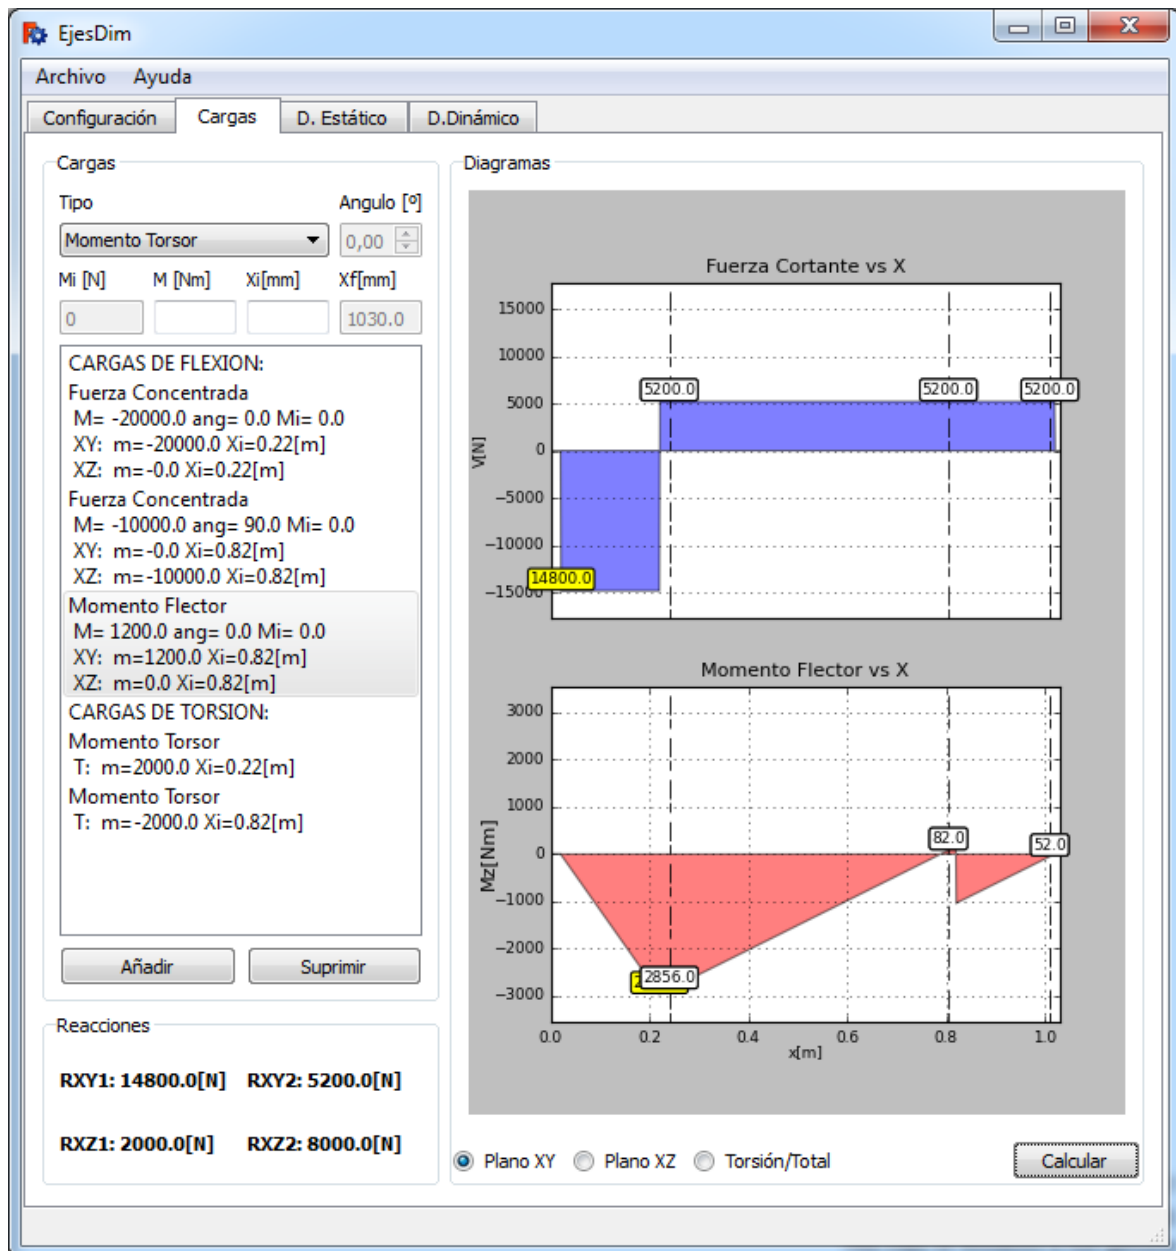 EjesDim
Archivo Ayuda
Configuración Cargas D. Estático D.Dinámico
Cargas
Tipo Angulo [º]
Momento Torsor 0,00
Mi [N] M [Nm] Xi[mm] Xf[mm]
0 1030.0
CARGAS DE FLEXION:
Fuerza Concentrada
M= -20000.0 ang= 0.0 Mi= 0.0
XY: m=-20000.0 Xi=0.22[m]
XZ: m=-0.0 Xi=0.22[m]
Fuerza Concentrada
M= -10000.0 ang= 90.0 Mi= 0.0
XY: m=-0.0 Xi=0.82[m]
XZ: m=-10000.0 Xi=0.82[m]
Momento Flector
M= 1200.0 ang= 0.0 Mi= 0.0
XY: m=1200.0 Xi=0.82[m]
XZ: m=0.0 Xi=0.82[m]
CARGAS DE TORSION:
Momento Torsor
T: m=2000.0 Xi=0.22[m]
Momento Torsor
T: m=-2000.0 Xi=0.82[m]
Añadir Suprimir
Reacciones
RXY1: 14800.0[N] RXY2: 5200.0[N]
RXZ1: 2000.0[N] RXZ2: 8000.0[N]
Diagramas
Fuerza Cortante vs X
15000
10000
5000
0
−5000
−10000
−15000
V[N]
5200.0 5200.0 5200.0
14800.0
Momento Flector vs X
3000
2000
1000
0
−1000
−2000
−3000
Mz[Nm]
82.0 52.0
2856.0
0.0 0.2 0.4 0.6 0.8 1.0
x[m]
Plano XY Plano XZ Torsión/Total Calcular